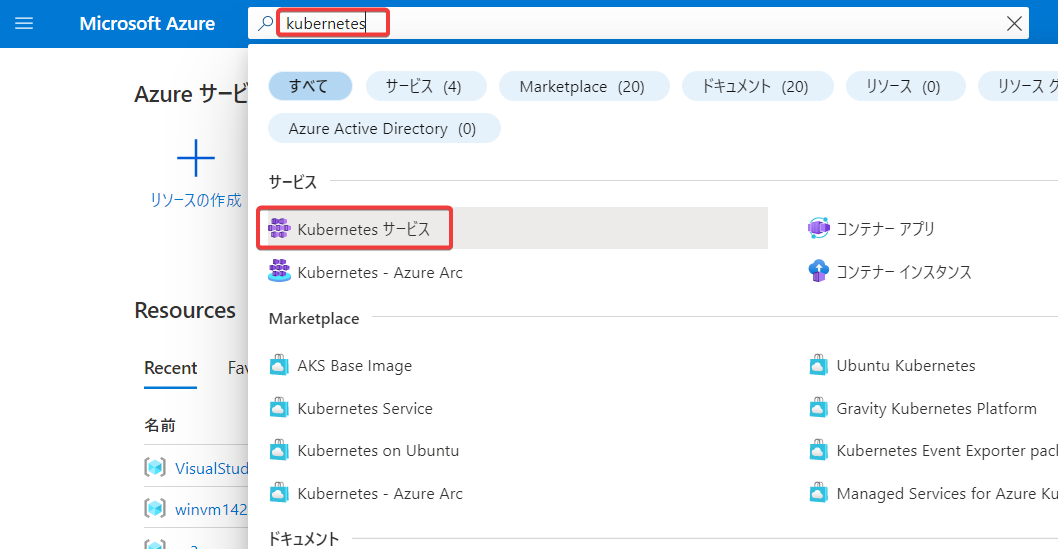 Microsoft Azure
kubernetes
すべて
サービス (4)
Marketplace (20)
ドキュメント (20)
リソース (0)
リソース
Azure Active Directory (0)
Azure サービ
リソースの作成
サービス
Kubernetes サービス
コンテナー アプリ
Kubernetes - Azure Arc
コンテナー インスタンス
Resources
Recent
Fav
名前
VisualStud
winvm142
Marketplace
AKS Base Image
Ubuntu Kubernetes
Kubernetes Service
Gravity Kubernetes Platform
Kubernetes on Ubuntu
Kubernetes Event Exporter pac
Kubernetes - Azure Arc
Managed Services for Azure Ku
ドキュメント